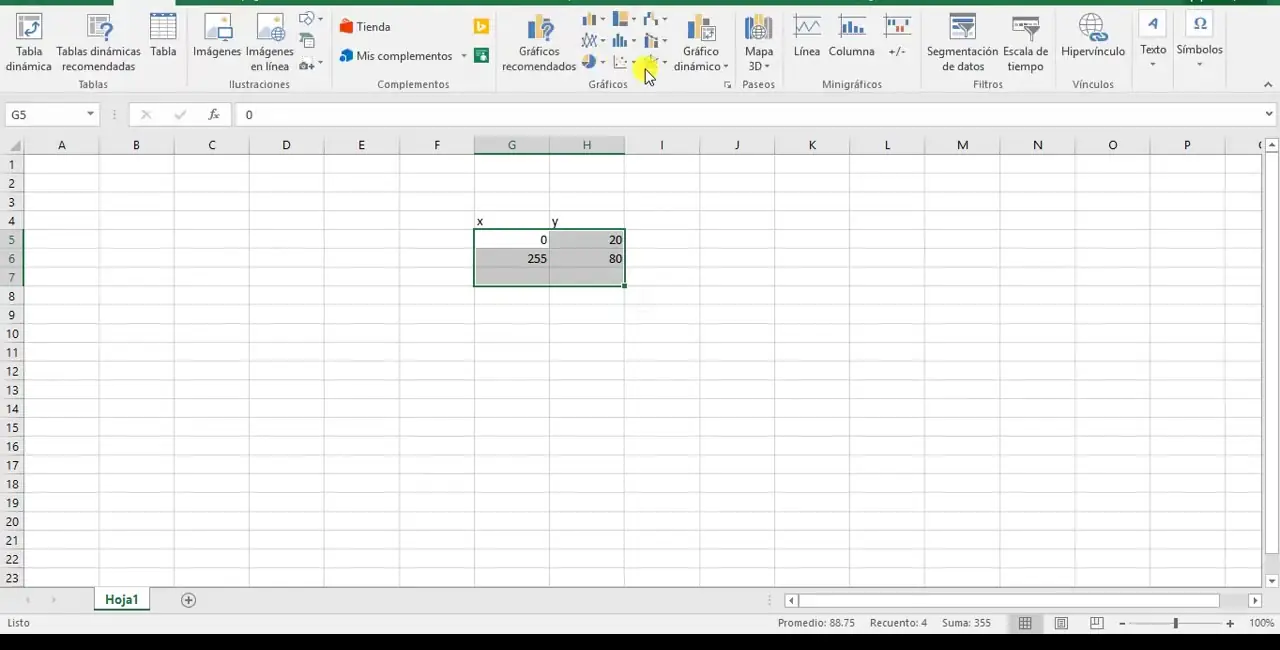 Tienda
Mis complementos
Tabla dinámica
Tablas dinámicas recomendadas
Tabla
Imágenes
Imágenes en línea
Gráficos recomendados
Gráfico dinámico
Mapa 3D
Línea
Columna
+/-
Segmentación de datos
Escala de tiempo
Hipervínculo
A
Texto
Ω
Símbolos
Tablas
Ilustraciones
Complementos
Gráficos
Paseos
Minigráficos
Filtros
Vínculos
G5
fx
0
A B C D E F G H I J K L M N O P
1
2
3
4 x y
5 0 20
6 255 80
7
8
9
10
11
12
13
14
15
16
17
18
19
20
21
22
23
Hoja1
Listo
Promedio: 88.75 Recuento: 4 Suma: 355
100%